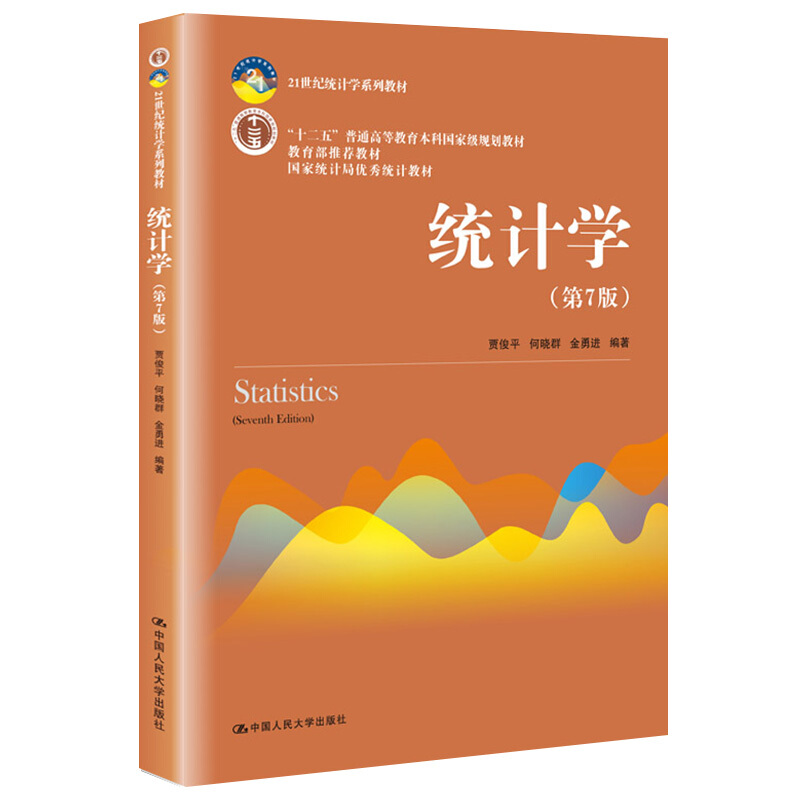 21世纪统计学系列教材
统计学
(第7版)
贾俊平 何晓群 金勇进 编著
中国人民大学出版社
21
21世纪统计学系列教材
十二五
“十二五”普通高等教育本科国家级规划教材
教育部推荐教材
国家统计局优秀统计教材
统计学
(第7版)
贾俊平 何晓群 金勇进 编著
Statistics
(Seventh Edition)
中国人民大学出版社